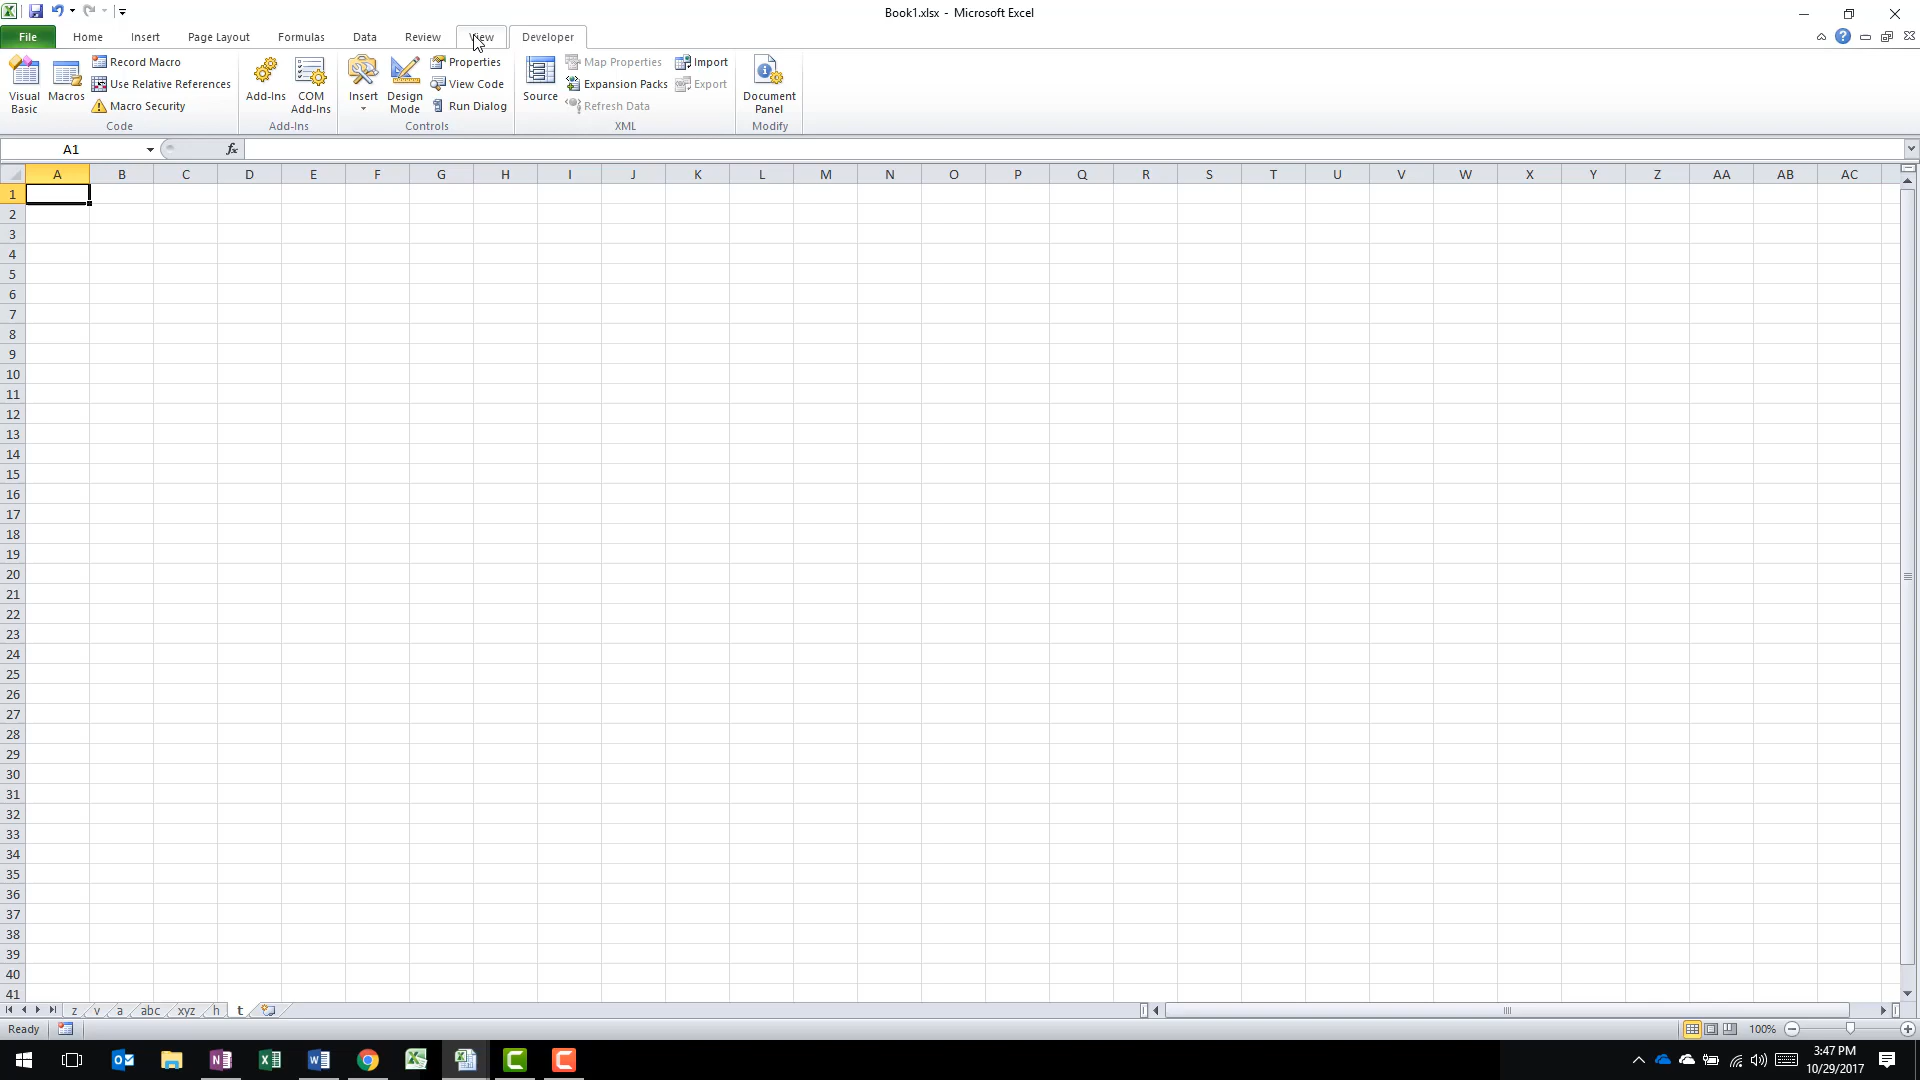 Book1.xlsx - Microsoft Excel
File Home Insert Page Layout Formulas Data Review View Developer
Visual Basic
Macros
Record Macro
Use Relative References
Macro Security
Code
Add-Ins
COM Add-Ins
Add-Ins
Insert
Design Mode
Properties
View Code
Run Dialog
Controls
Source
Map Properties
Expansion Packs
Refresh Data
Import
Export
XML
Document Panel
Modify
A1 fx
A B C D E F G H I J K L M N O P Q R S T U V W X Y Z AA AB AC
1
2
3
4
5
6
7
8
9
10
11
12
13
14
15
16
17
18
19
20
21
22
23
24
25
26
27
28
29
30
31
32
33
34
35
36
37
38
39
40
41
z v a abc xyz h t
Ready 100%
3:47 PM
10/29/2017